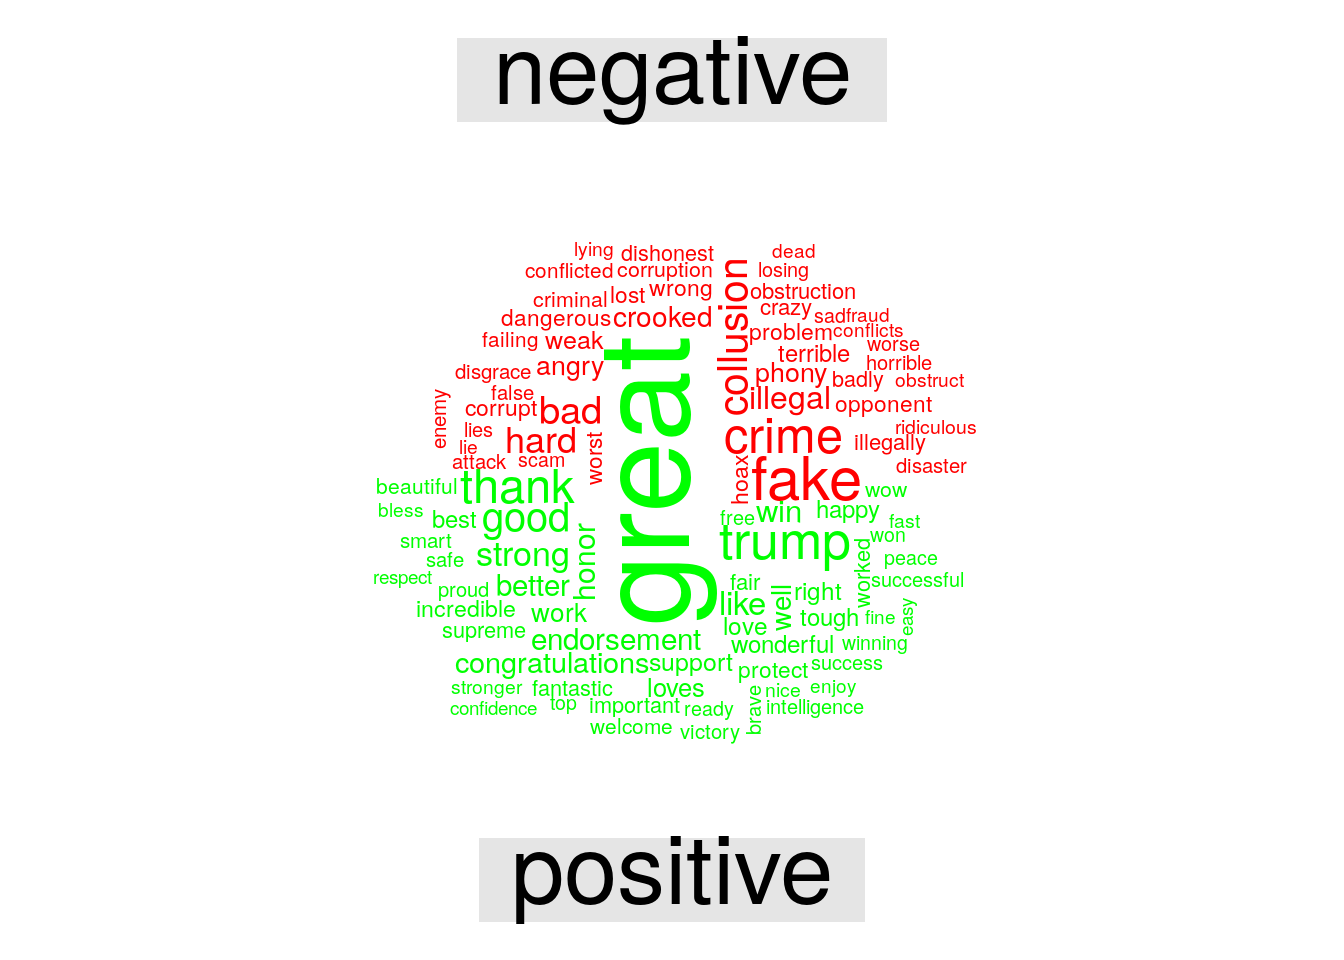 negative
lying
dishonest
dead
conflicted
corruption
losing
criminal
lost
wrong
collusion
obstruction
dangerous
crooked
crazy
sad
fraud
failing
weak
problem
conflicts
terrible
worse
disgrace
angry
phony
badly
horrible
obstruct
enemy
false
corrupt
bad
illegal
opponent
lies
lie
hard
worst
crime
illegally
ridiculous
attack
scam
hoax
fake
disaster
great
beautiful
thank
wow
bless
best
good
free
win
happy
fast
smart
strong
honor
trump
won
safe
worked
peace
respect
proud
better
fair
right
successful
incredible
work
like
well
tough
fine
easy
supreme
endorsement
love
wonderful
winning
congratulations
support
protect
success
stronger
fantastic
loves
brave
nice
enjoy
confidence
top
important
ready
intelligence
welcome
victory
positive